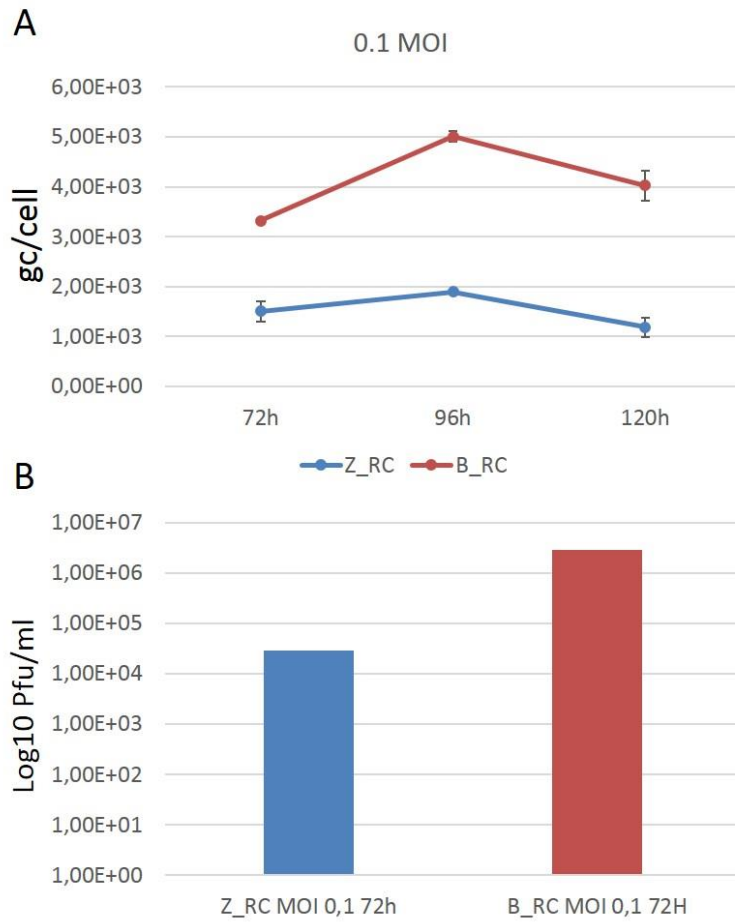 A
0.1 MOI
gc/cell
6,00E+03
5,00E+03
4,00E+03
3,00E+03
2,00E+03
1,00E+03
0,00E+00
72h 96h 120h
Z_RC B_RC
B
Log10 Pfu/ml
1,00E+07
1,00E+06
1,00E+05
1,00E+04
1,00E+03
1,00E+02
1,00E+01
1,00E+00
Z_RC MOI 0,1 72h B_RC MOI 0,1 72H